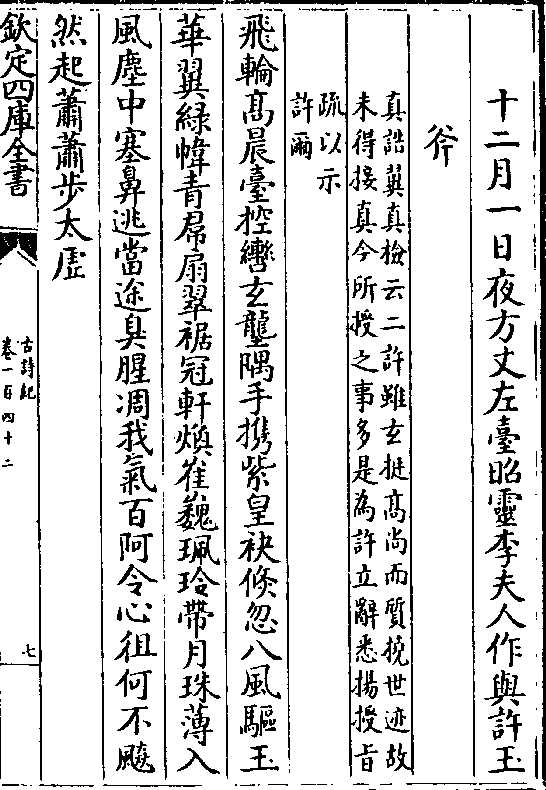 十二月一日夜方丈左臺昭靈李夫人作與許玉
斧
真誥冀真檢云二許雖玄挺髙尚而質撓世迹故
未得接真今所授之事多是為許立辭悉揚授㫖
疏以示
許爾
飛輪髙晨臺控轡玄壟隅手携紫皇袂倐忽八風驅玉
華翼緑幃青帬扇翠裾冠軒煥崔巍珮玲帶月珠薄入
風塵中塞鼻逃當途臭腥凋我氣百阿令心徂何不飈
然起蕭蕭步太虛
欽定四庫全書
古詩紀
卷一百四十二
七